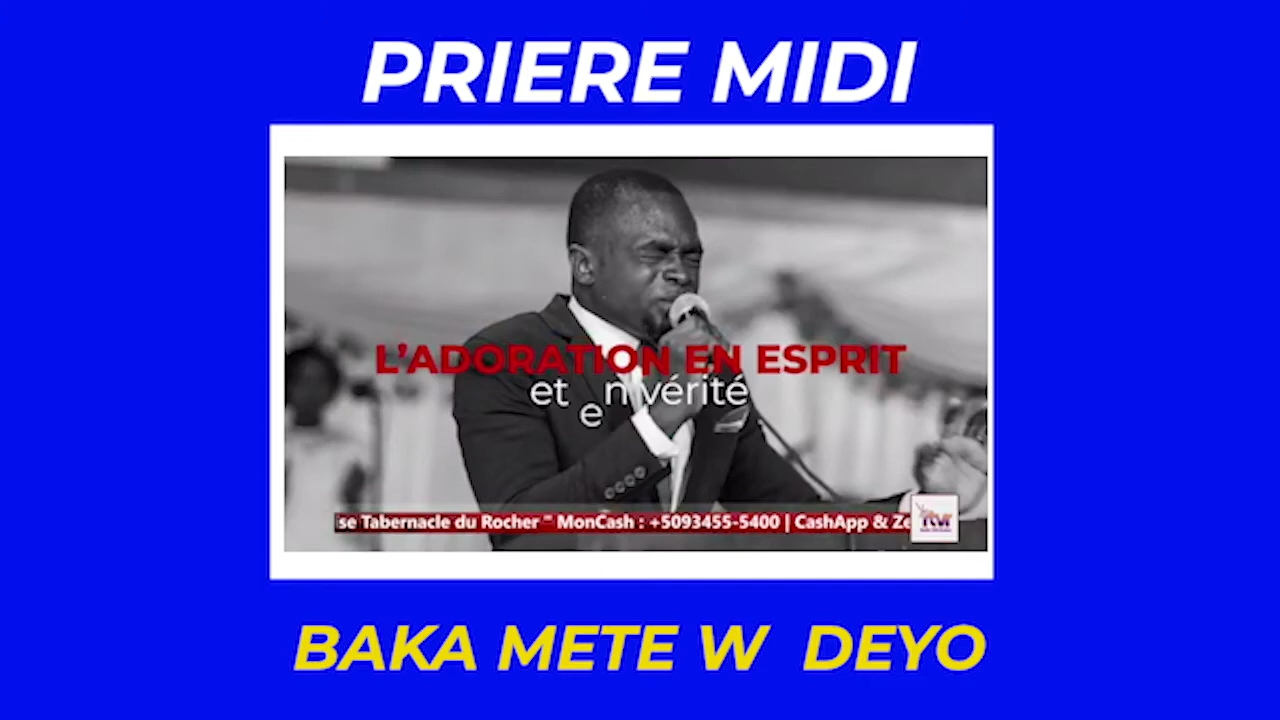 PRIERE MIDI
L'ADORATION EN ESPRIT
et en vérité
se Tabernacle du Rocher " MonCash : +5093455-5400 | CashApp & Ze
BAKA METE W DEYO